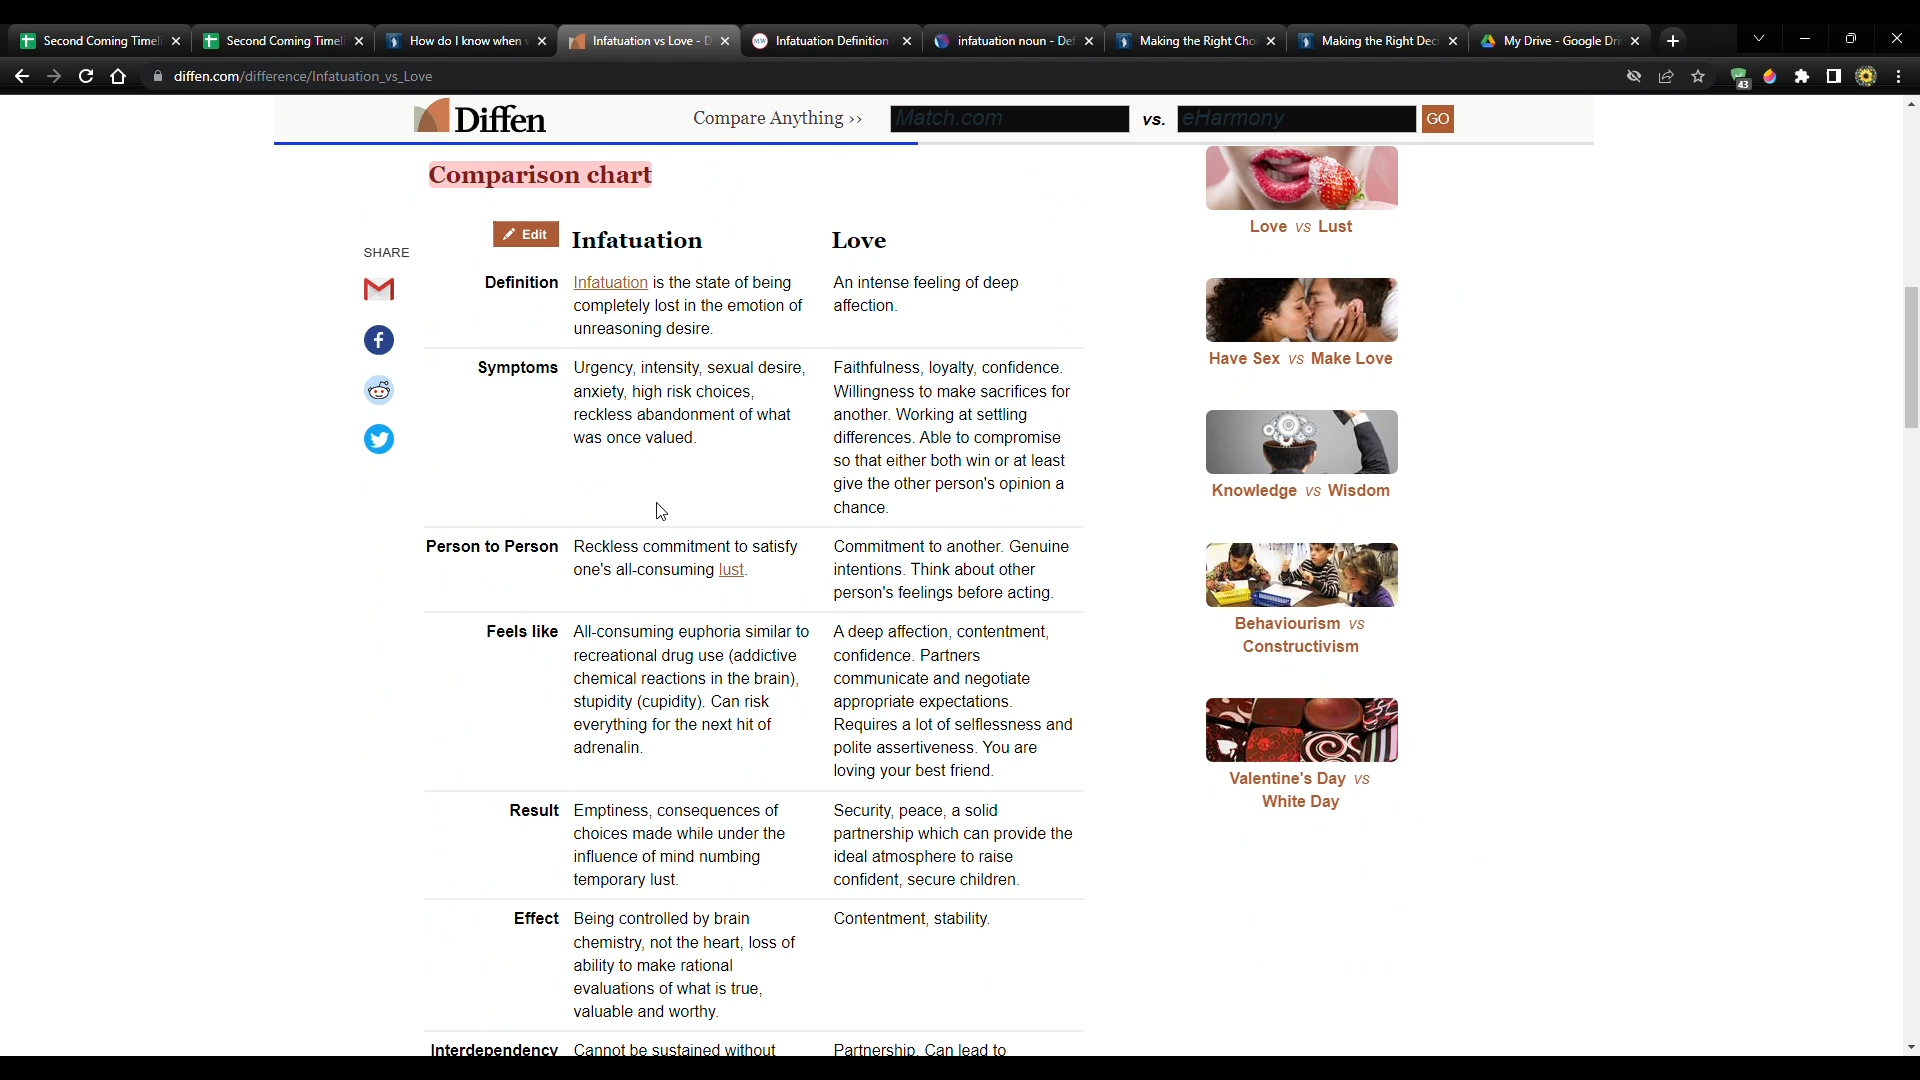 Second Coming Timeli
Second Coming Timeli
How do I know when
Infatuation vs Love - D
Infatuation Definition
infatuation noun - Def
Making the Right Cho
Making the Right Deci
My Drive - Google Dri
diffen.com/difference/Infatuation_vs_Love
43
Diffen
Compare Anything ››
Match.com
vs.
eHarmony
GO
Comparison chart
SHARE
Edit
Infatuation
Love
Definition
Infatuation is the state of being
completely lost in the emotion of
unreasoning desire.
An intense feeling of deep
affection.
Symptoms
Urgency, intensity, sexual desire,
anxiety, high risk choices,
reckless abandonment of what
was once valued.
Faithfulness, loyalty, confidence.
Willingness to make sacrifices for
another. Working at settling
differences. Able to compromise
so that either both win or at least
give the other person's opinion a
chance.
Person to Person
Reckless commitment to satisfy
one's all-consuming lust.
Commitment to another. Genuine
intentions. Think about other
person's feelings before acting.
Feels like
All-consuming euphoria similar to
recreational drug use (addictive
chemical reactions in the brain),
stupidity (cupidity). Can risk
everything for the next hit of
adrenalin.
A deep affection, contentment,
confidence. Partners
communicate and negotiate
appropriate expectations.
Requires a lot of selflessness and
polite assertiveness. You are
loving your best friend.
Result
Emptiness, consequences of
choices made while under the
influence of mind numbing
temporary lust.
Security, peace, a solid
partnership which can provide the
ideal atmosphere to raise
confident, secure children.
Effect
Being controlled by brain
chemistry, not the heart, loss of
ability to make rational
evaluations of what is true,
valuable and worthy.
Contentment, stability.
Interdependency
Cannot be sustained without
Partnership. Can lead to
Love vs Lust
Have Sex vs Make Love
Knowledge vs Wisdom
Behaviourism vs
Constructivism
Valentine's Day vs
White Day